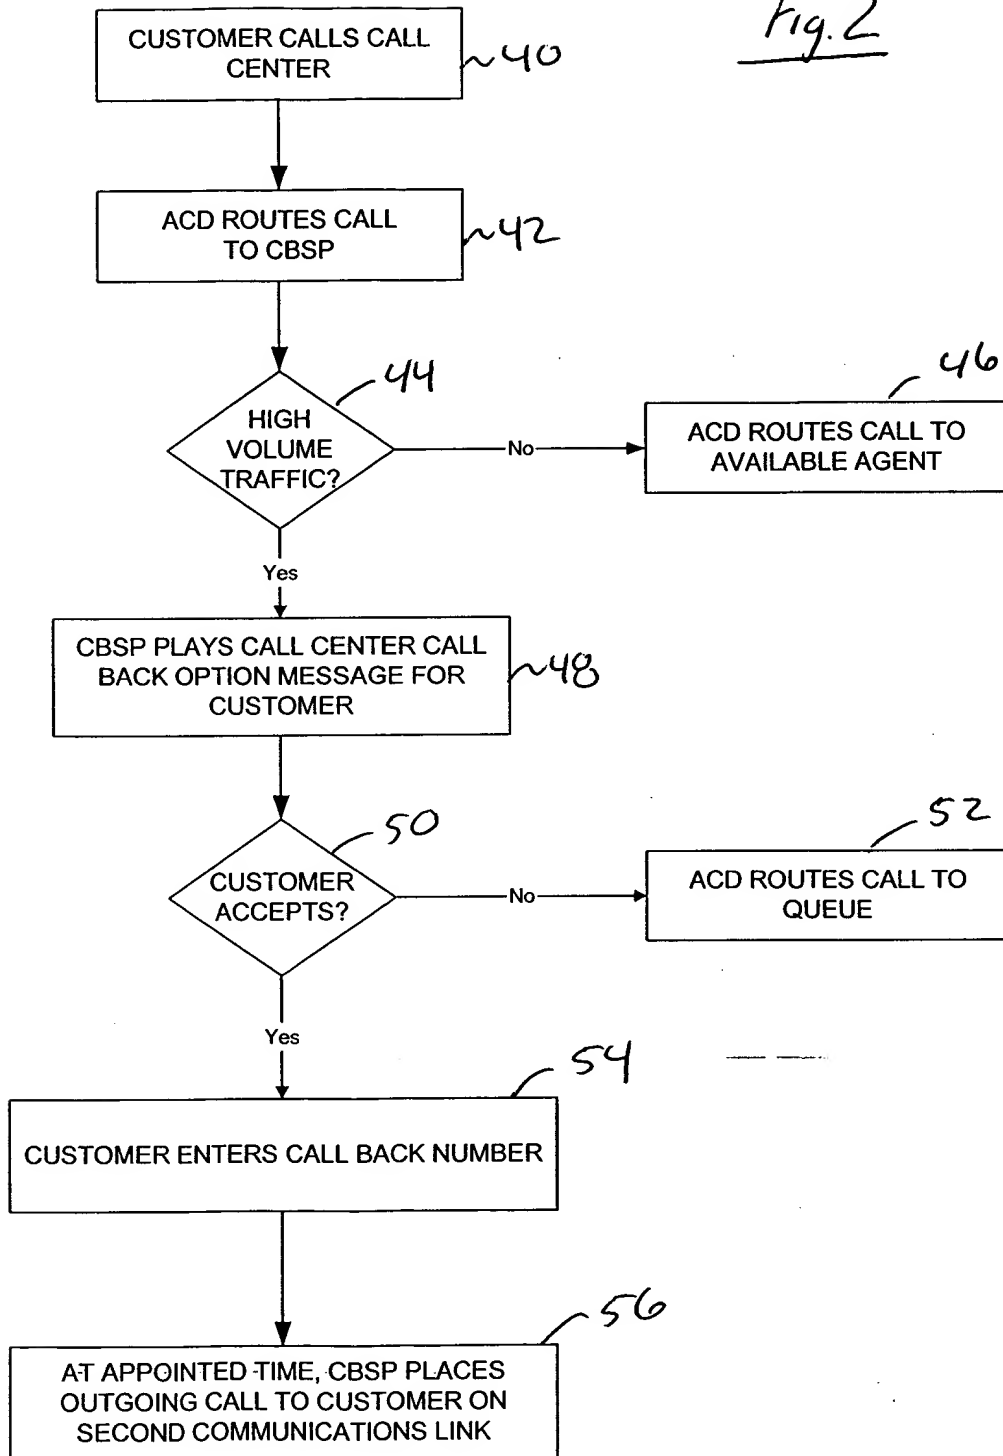 Fig. 2
CUSTOMER CALLS CALL
CENTER
40
ACD ROUTES CALL
TO CBSP
42
44
HIGH
VOLUME
TRAFFIC?
No
46
ACD ROUTES CALL TO
AVAILABLE AGENT
Yes
CBSP PLAYS CALL CENTER CALL
BACK OPTION MESSAGE FOR
CUSTOMER
48
50
CUSTOMER
ACCEPTS?
No
52
ACD ROUTES CALL TO
QUEUE
Yes
54
CUSTOMER ENTERS CALL BACK NUMBER
56
AT APPOINTED TIME, CBSP PLACES
OUTGOING CALL TO CUSTOMER ON
SECOND COMMUNICATIONS LINK